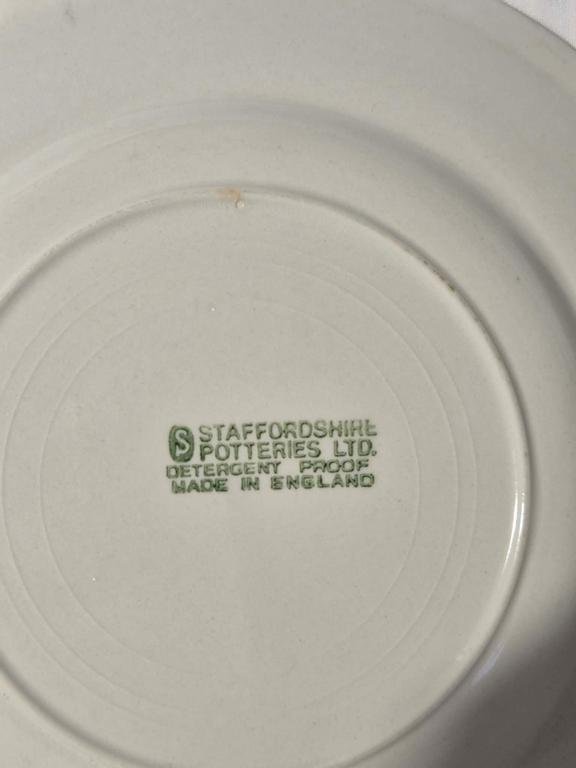 S STAFFORDSHIRE
POTTERIES LTD.
DETERGENT PROOF
MADE IN ENGLAND